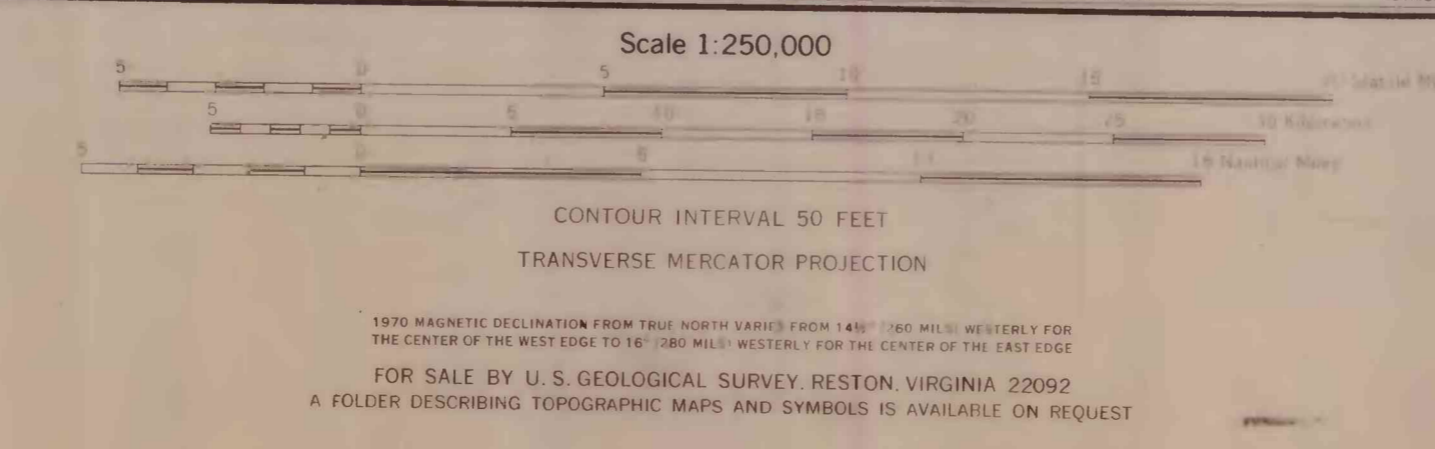 Scale 1:250,000
5 0 5 10 15 Statute
5 0 5 10 15 20 25 30 Kilometers
5 0 5 15 Nautical Miles
CONTOUR INTERVAL 50 FEET
TRANSVERSE MERCATOR PROJECTION
1970 MAGNETIC DECLINATION FROM TRUE NORTH VARIES FROM 14½° (260 MILS) WESTERLY FOR
THE CENTER OF THE WEST EDGE TO 16° (280 MILS) WESTERLY FOR THE CENTER OF THE EAST EDGE
FOR SALE BY U. S. GEOLOGICAL SURVEY, RESTON, VIRGINIA 22092
A FOLDER DESCRIBING TOPOGRAPHIC MAPS AND SYMBOLS IS AVAILABLE ON REQUEST